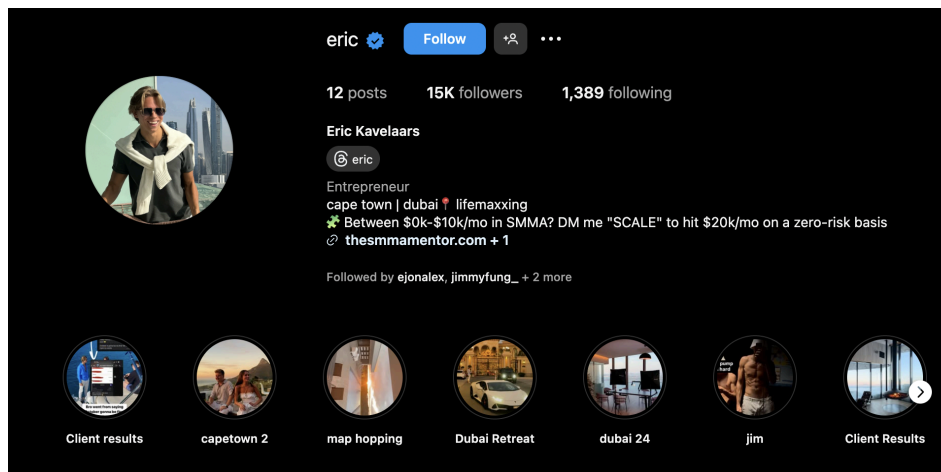 eric
Follow
12 posts 15K followers 1,389 following
Eric Kavelaars
eric
Entrepreneur
cape town | dubai📍 lifemaxxing
🧩 Between $0k-$10k/mo in SMMA? DM me "SCALE" to hit $20k/mo on a zero-risk basis
thesmmamentor.com + 1
Followed by ejonalex, jimmyfung_ + 2 more
pump
hard
Client results
capetown 2
map hopping
Dubai Retreat
dubai 24
jim
Client Results